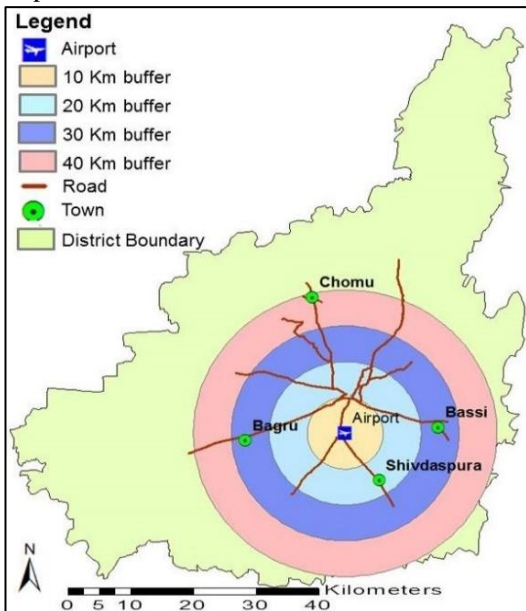 Legend
Airport
10 Km buffer
20 Km buffer
30 Km buffer
40 Km buffer
Road
Town
District Boundary
Chomu
Airport
Bassi
Bagru
Shivdaspura
N
Kilometers
0 5 10 20 30 40